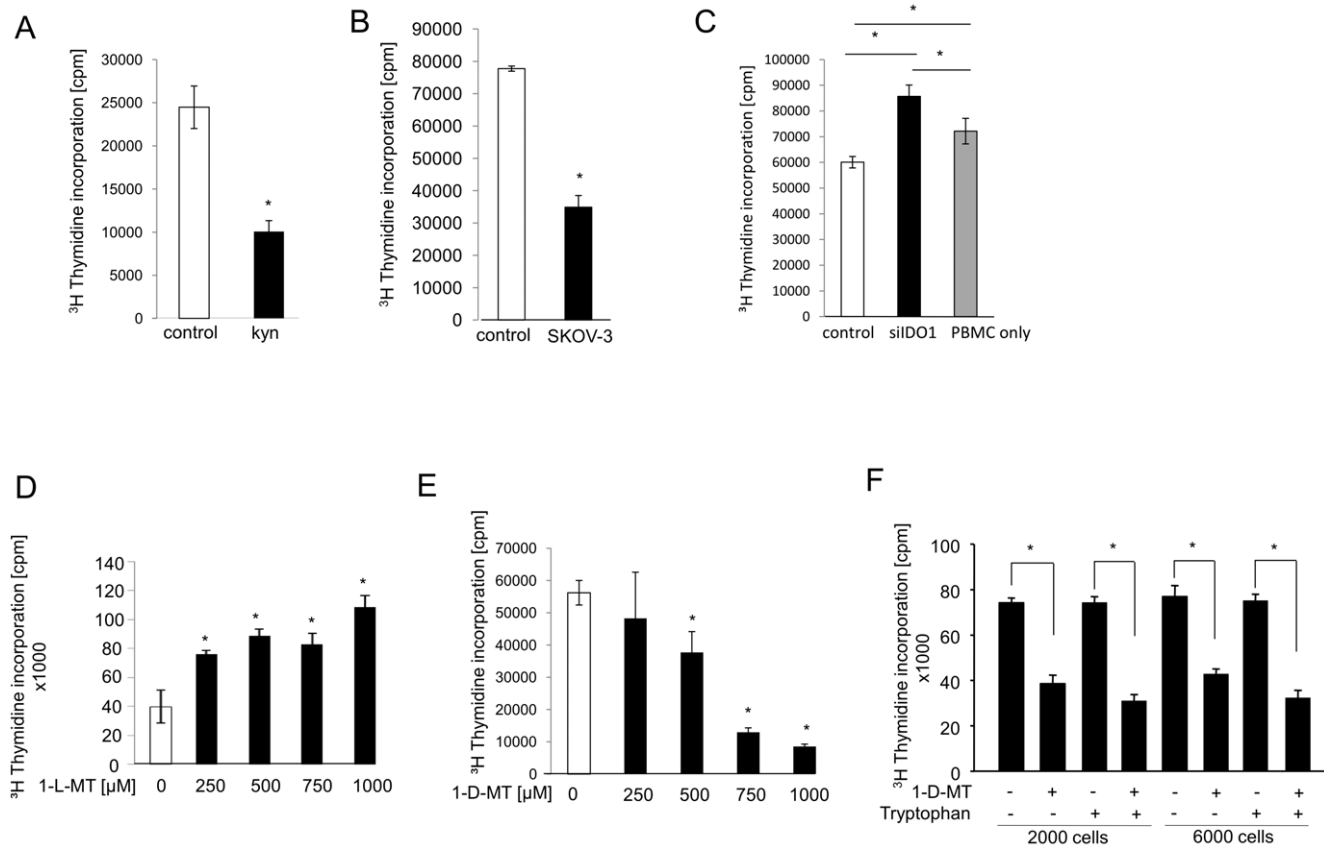 A
³H Thymidine incorporation [cpm]
30000
25000
20000
15000
10000
5000
0
*
control kyn
B
³H Thymidine incorporation [cpm]
90000
80000
70000
60000
50000
40000
30000
20000
10000
0
*
control SKOV-3
C
³H Thymidine incorporation [cpm]
100000
90000
80000
70000
60000
50000
40000
30000
20000
10000
0
*
* *
control siIDO1 PBMC only
D
³H Thymidine incorporation [cpm]
x1000
140
120
100
80
60
40
20
0
* * * *
1-L-MT [µM] 0 250 500 750 1000
E
³H Thymidine incorporation [cpm]
70000
60000
50000
40000
30000
20000
10000
0
* * *
1-D-MT [µM] 0 250 500 750 1000
F
³H Thymidine incorporation [cpm]
x1000
100
80
60
40
20
0
* * * *
1-D-MT - + - + - + - +
Tryptophan - - + + - - + +
2000 cells 6000 cells